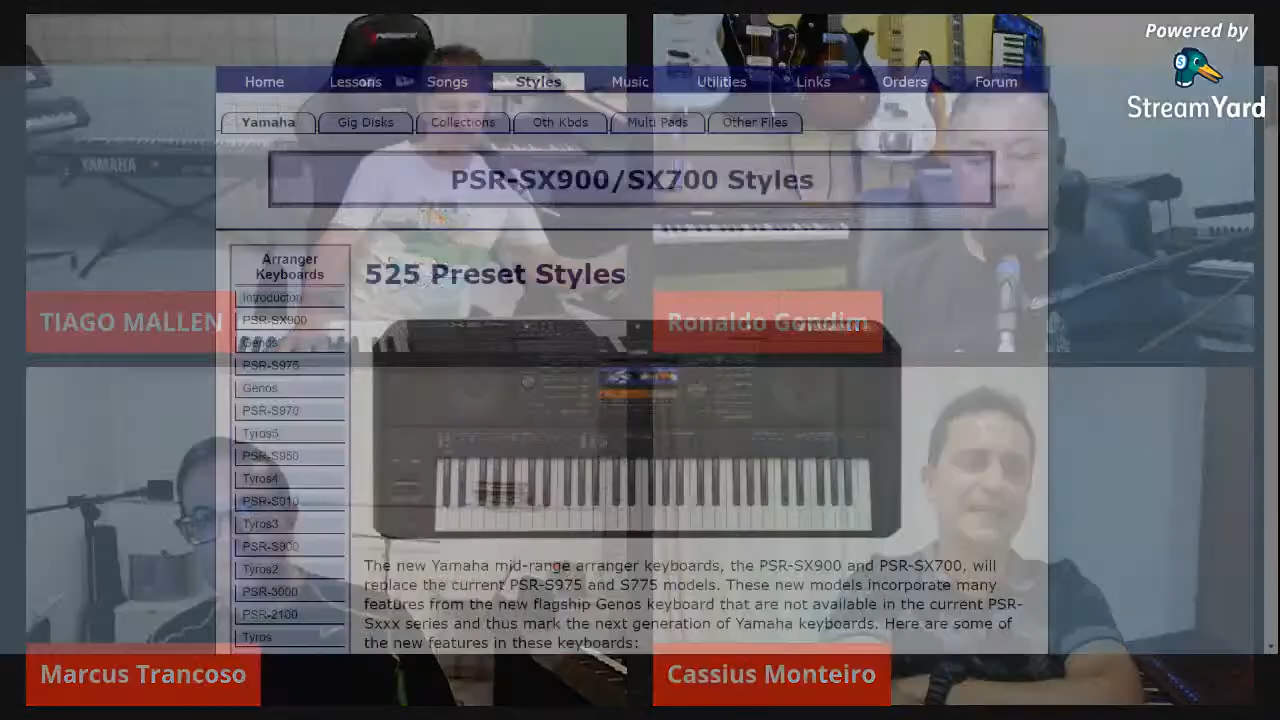 Powered by
StreamYard
Home Lessons Songs Styles Music Utilities Links Orders Forum
Yamaha Gig Disks Collections Oth Kbds Multi Pads Other Files
YAMAHA
PSR-SX900/SX700 Styles
Arranger
Keyboards
525 Preset Styles
Introducton
PSR-SX900
Genos
PSR-S975
Genos
PSR-S970
Tyros5
PSR-S950
Tyros4
PSR-S910
Tyros3
PSR-S900
Tyros2
PSR-3000
PSR-2100
Tyros
TIAGO MALLEN
Ronaldo Gondim
The new Yamaha mid-range arranger keyboards, the PSR-SX900 and PSR-SX700, will
replace the current PSR-S975 and S775 models. These new models incorporate many
features from the new flagship Genos keyboard that are not available in the current PSR-
Sxxx series and thus mark the next generation of Yamaha keyboards. Here are some of
the new features in these keyboards:
Marcus Trancoso
Cassius Monteiro